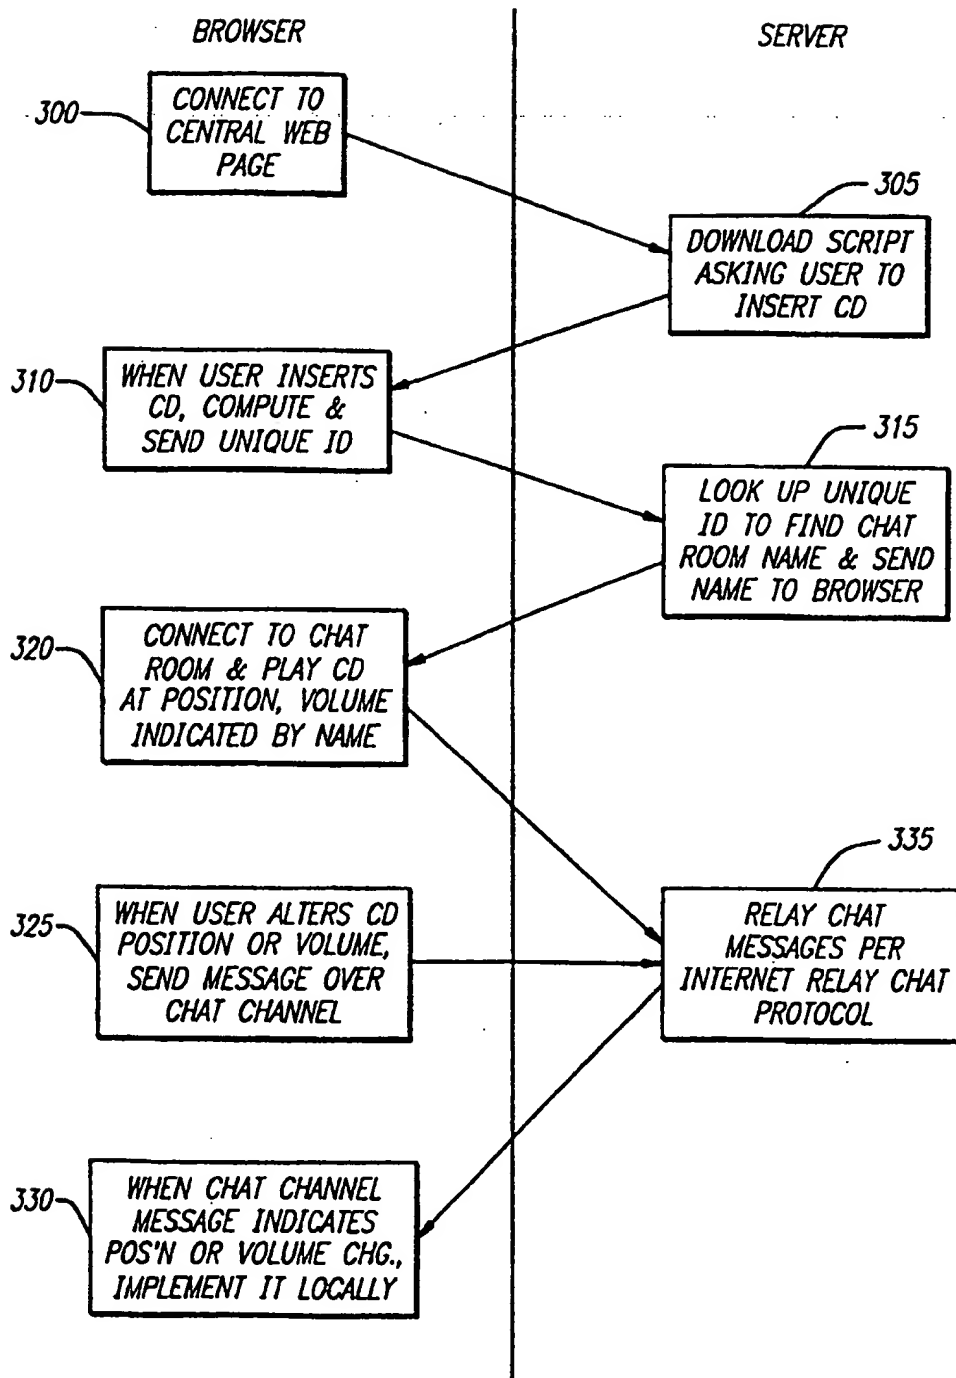 BROWSER
SERVER
300
CONNECT TO
CENTRAL WEB
PAGE
305
DOWNLOAD SCRIPT
ASKING USER TO
INSERT CD
310
WHEN USER INSERTS
CD, COMPUTE &
SEND UNIQUE ID
315
LOOK UP UNIQUE
ID TO FIND CHAT
ROOM NAME & SEND
NAME TO BROWSER
320
CONNECT TO CHAT
ROOM & PLAY CD
AT POSITION, VOLUME
INDICATED BY NAME
335
325
WHEN USER ALTERS CD
POSITION OR VOLUME,
SEND MESSAGE OVER
CHAT CHANNEL
RELAY CHAT
MESSAGES PER
INTERNET RELAY CHAT
PROTOCOL
330
WHEN CHAT CHANNEL
MESSAGE INDICATES
POS'N OR VOLUME CHG.,
IMPLEMENT IT LOCALLY